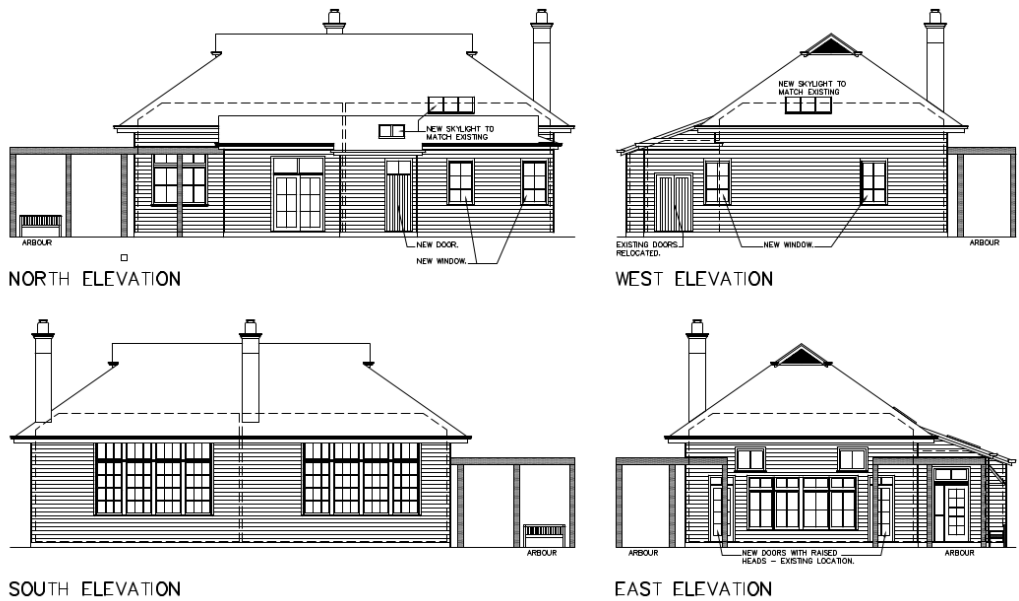 NEW SKYLIGHT TO
MATCH EXISTING
ARBOUR
NEW DOOR.
NEW WINDOW.
NORTH ELEVATION
NEW SKYLIGHT TO
MATCH EXISTING
EXISTING DOORS
RELOCATED.
NEW WINDOW.
ARBOUR
WEST ELEVATION
ARBOUR
SOUTH ELEVATION
ARBOUR
NEW DOORS WITH RAISED
HEADS - EXISTING LOCATION.
ARBOUR
EAST ELEVATION